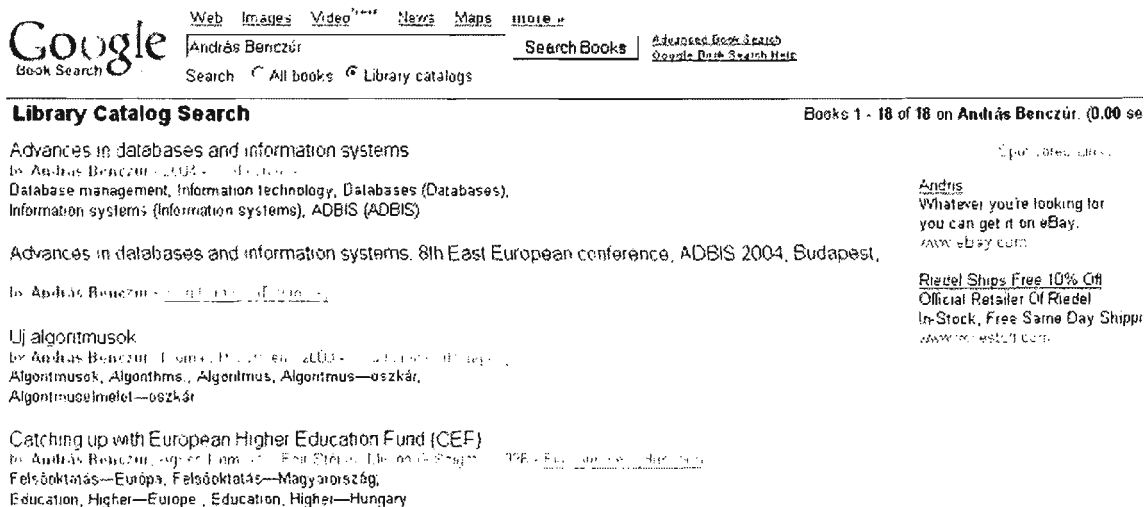 Web Images Video News Maps more »
Google
Book Search
András Benczúr
Search Books
Advanced Book Search
Google Book Search Help
Search All books Library catalogs
Library Catalog Search
Books 1 - 18 of 18 on András Benczúr. (0.00 se
Advances in databases and information systems
by András Benczúr
Database management, Information technology, Databases (Databases),
Information systems (Information systems), ADBIS (ADBIS)
Advances in databases and information systems. 8th East European conference, ADBIS 2004, Budapest,
by András Benczúr
Uj algoritmusok
by András Benczúr
Algoritmusok, Algorithms., Algoritmus, Algoritmus—oszkár,
Algoritmuselmélet—oszkár
Catching up with European Higher Education Fund (CEF)
by András Benczúr
Felsőoktatás—Európa, Felsőoktatás—Magyarország,
Education, Higher—Europe, Education, Higher—Hungary
Sponsored Links
Andris
Whatever you're looking for
you can get it on eBay.
www.ebay.com
Riedel Ships Free 10% Off
Official Retailer Of Riedel
In-Stock, Free Same Day Shippi